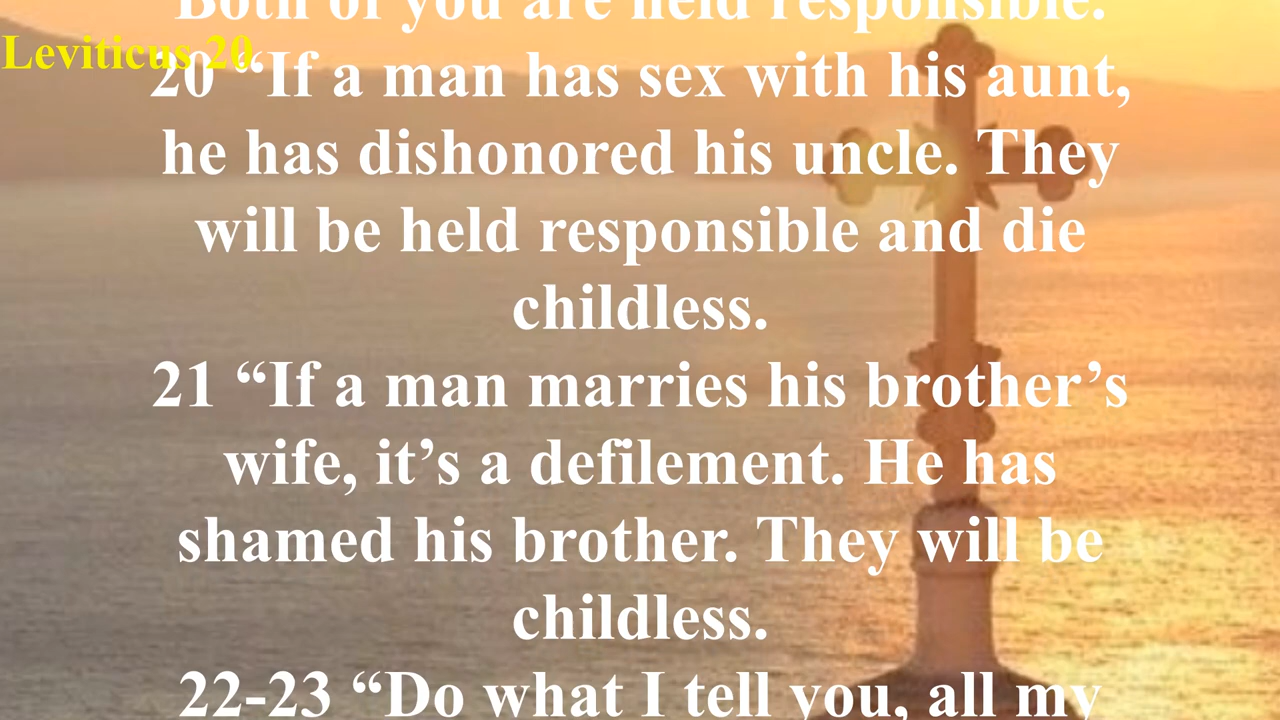 Both of you are held responsible.
Leviticus 20
20 “If a man has sex with his aunt,
he has dishonored his uncle. They
will be held responsible and die
childless.
21 “If a man marries his brother’s
wife, it’s a defilement. He has
shamed his brother. They will be
childless.
22-23 “Do what I tell you, all my